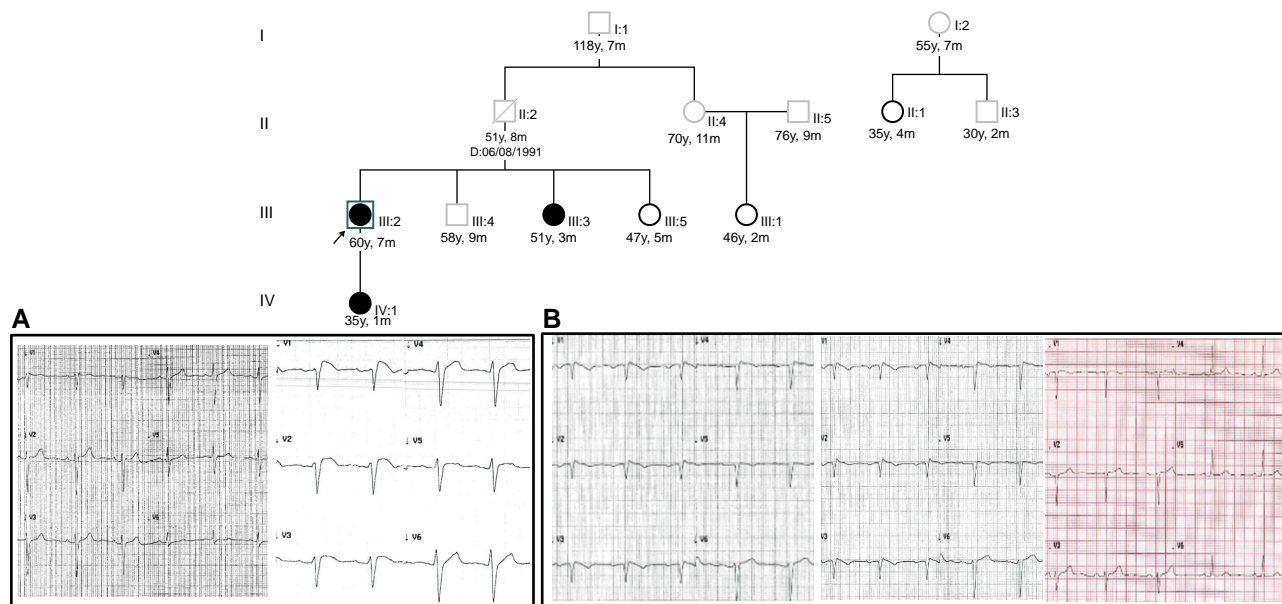 I
I:1
118y, 7m
I:2
55y, 7m
II
II:2
51y, 8m
D:06/08/1991
II:4
70y, 11m
II:5
76y, 9m
II:1
35y, 4m
II:3
30y, 2m
III
III:2
60y, 7m
III:4
58y, 9m
III:3
51y, 3m
III:5
47y, 5m
III:1
46y, 2m
IV
IV:1
35y, 1m
A
V1 V4
V2 V5
V3 V6
V1 V4
V2 V5
V3 V6
B
V1 V4
V2 V5
V3 V6
V1 V4
V2 V5
V3 V6
V1 V4
V2 V5
V3 V6